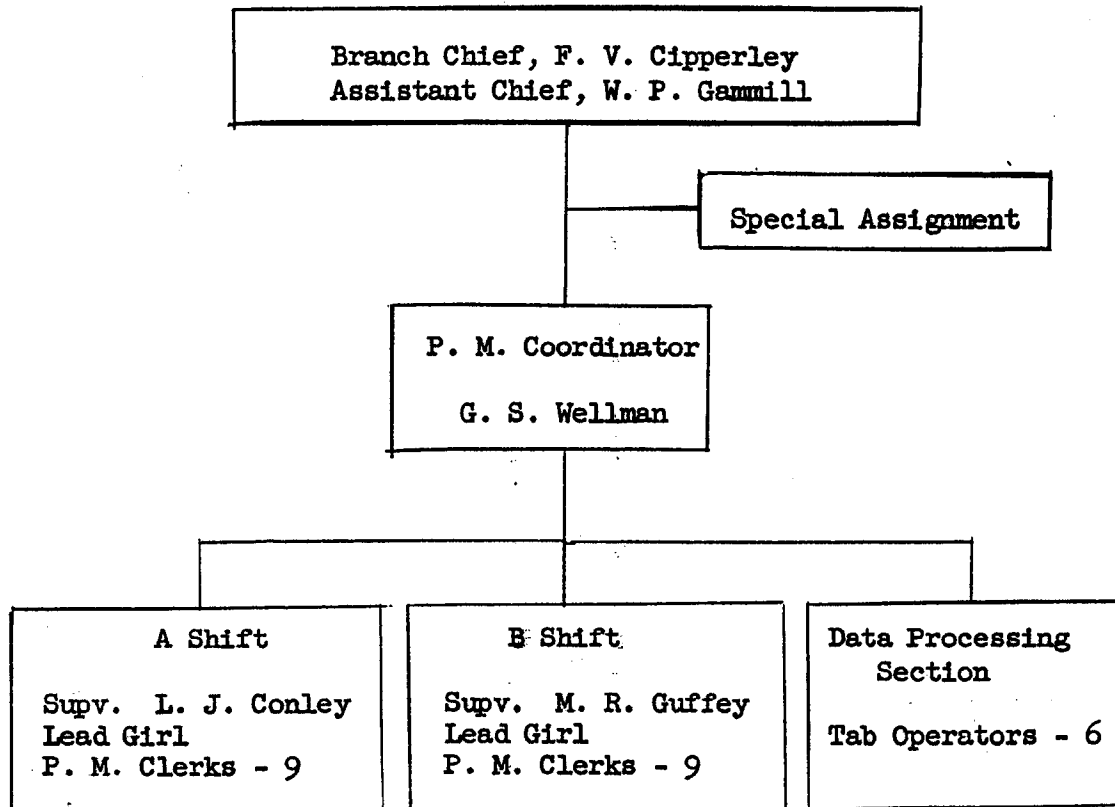 Branch Chief, F. V. Cipperley
Assistant Chief, W. P. Gammill
Special Assignment
P. M. Coordinator
G. S. Wellman
A Shift
Supv. L. J. Conley
Lead Girl
P. M. Clerks - 9
B Shift
Supv. M. R. Guffey
Lead Girl
P. M. Clerks - 9
Data Processing
Section
Tab Operators - 6